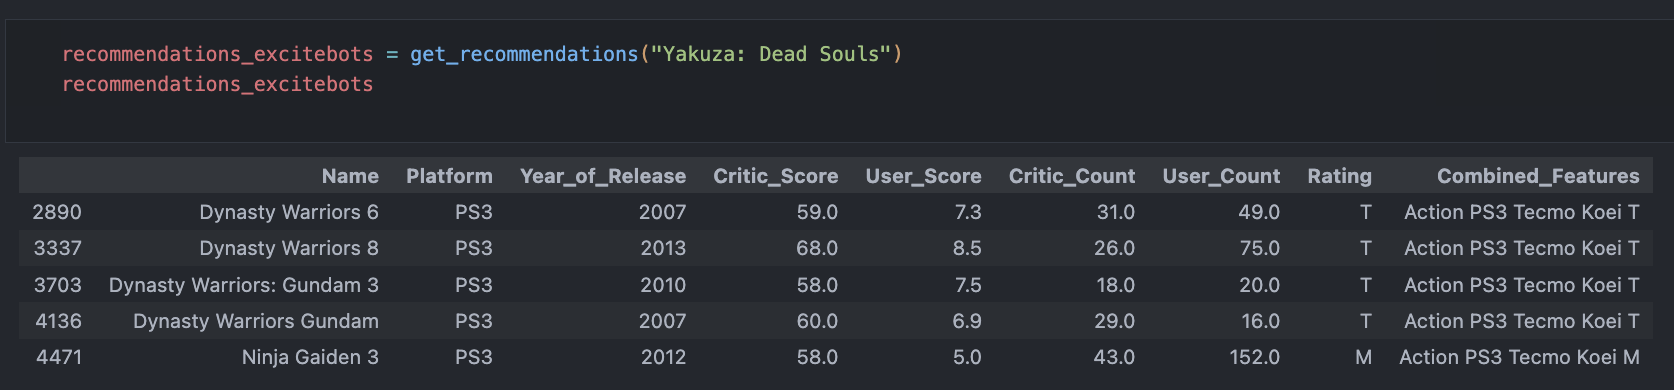 recommendations_excitebots = get_recommendations("Yakuza: Dead Souls")
recommendations_excitebots
Name Platform Year_of_Release Critic_Score User_Score Critic_Count User_Count Rating Combined_Features
2890 Dynasty Warriors 6 PS3 2007 59.0 7.3 31.0 49.0 T Action PS3 Tecmo Koei T
3337 Dynasty Warriors 8 PS3 2013 68.0 8.5 26.0 75.0 T Action PS3 Tecmo Koei T
3703 Dynasty Warriors: Gundam 3 PS3 2010 58.0 7.5 18.0 20.0 T Action PS3 Tecmo Koei T
4136 Dynasty Warriors Gundam PS3 2007 60.0 6.9 29.0 16.0 T Action PS3 Tecmo Koei T
4471 Ninja Gaiden 3 PS3 2012 58.0 5.0 43.0 152.0 M Action PS3 Tecmo Koei M